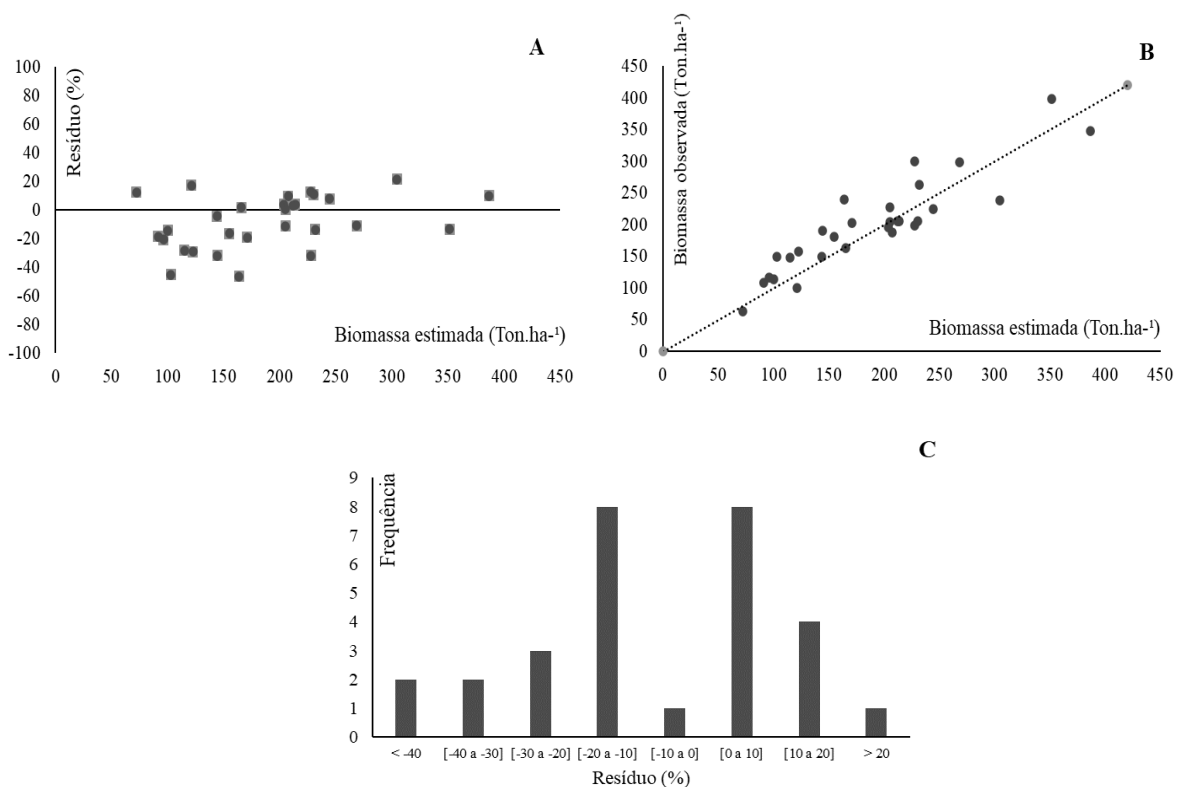 A
Resíduo (%)
100
80
60
40
20
0
-20
-40
-60
-80
-100
Biomassa estimada (Ton.ha-¹)
0 50 100 150 200 250 300 350 400 450
B
Biomassa observada (Ton.ha-¹)
450
400
350
300
250
200
150
100
50
0
Biomassa estimada (Ton.ha-¹)
0 50 100 150 200 250 300 350 400 450
C
Frequência
9
8
7
6
5
4
3
2
1
0
< -40 [-40 a -30] [-30 a -20] [-20 a -10] [-10 a 0] [0 a 10] [10 a 20] > 20
Resíduo (%)